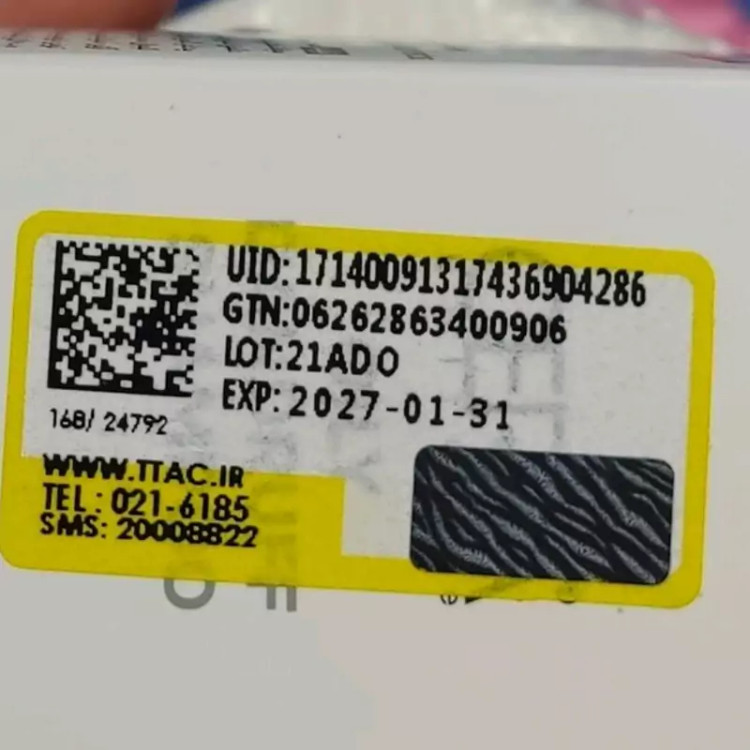 UID:17140091317436904286
GTN:06262863400906
LOT:21ADO
EXP: 2027-01-31
168/ 24792
WWW.TTAC.IR
TEL : 021-6185
SMS: 20008822